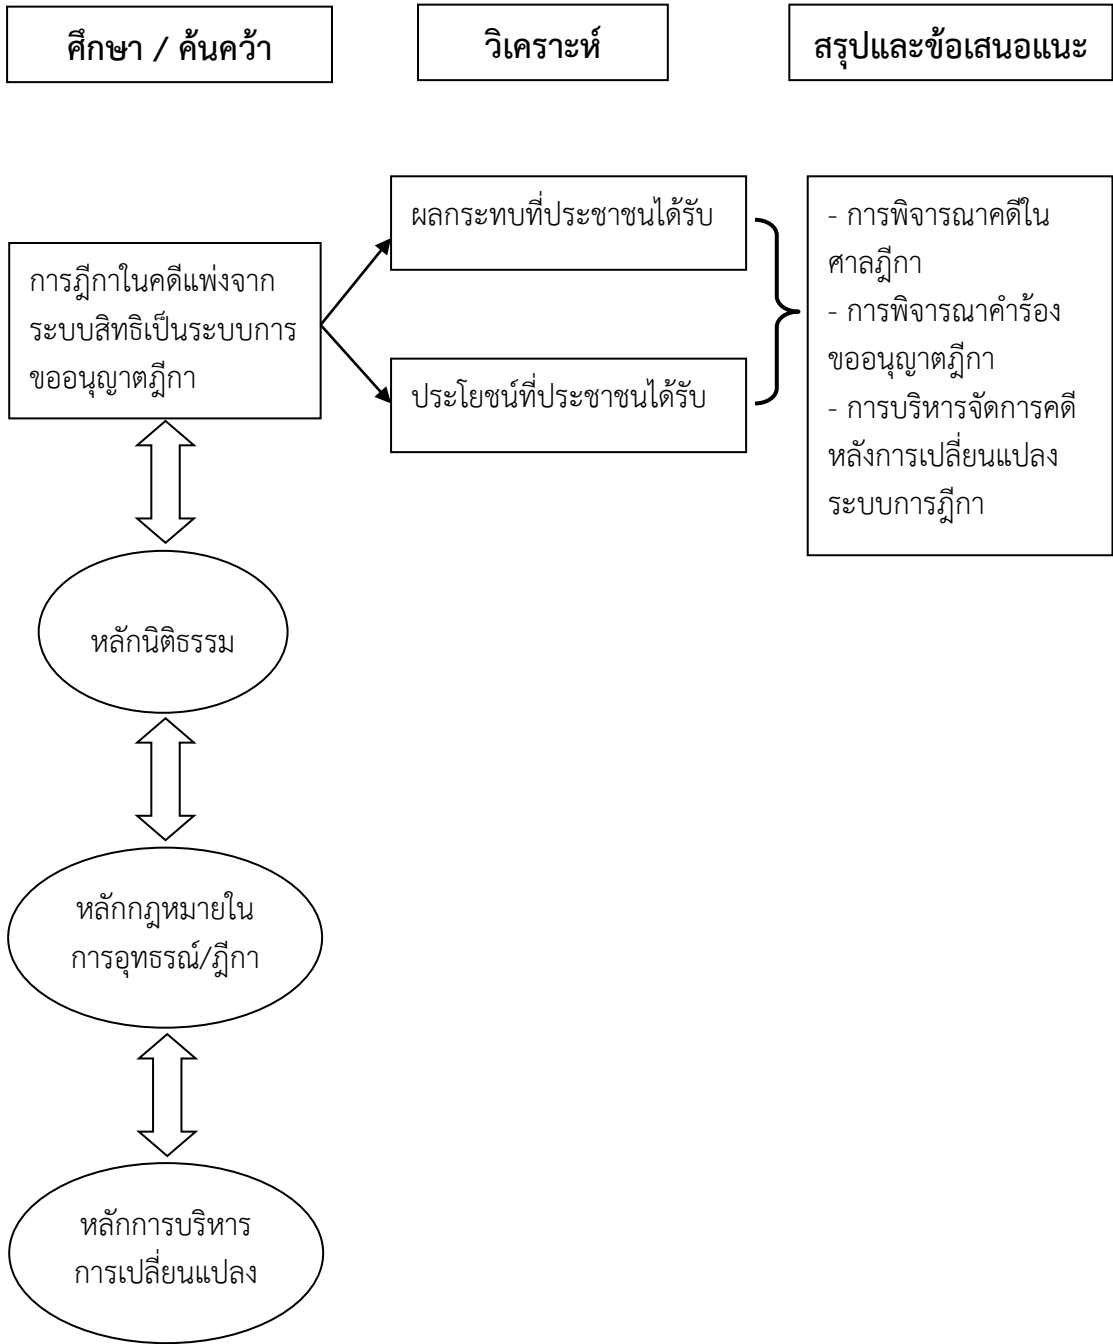 ศึกษา / ค้นคว้า
วิเคราะห์
สรุปและข้อเสนอแนะ
การฎีกาในคดีแพ่งจาก
ระบบสิทธิเป็นระบบการ
ขออนุญาตฎีกา
ผลกระทบที่ประชาชนได้รับ
ประโยชน์ที่ประชาชนได้รับ
- การพิจารณาคดีใน
ศาลฎีกา
- การพิจารณาคำร้อง
ขออนุญาตฎีกา
- การบริหารจัดการคดี
หลังการเปลี่ยนแปลง
ระบบการฎีกา
หลักนิติธรรม
หลักกฎหมายใน
การอุทธรณ์/ฎีกา
หลักการบริหาร
การเปลี่ยนแปลง